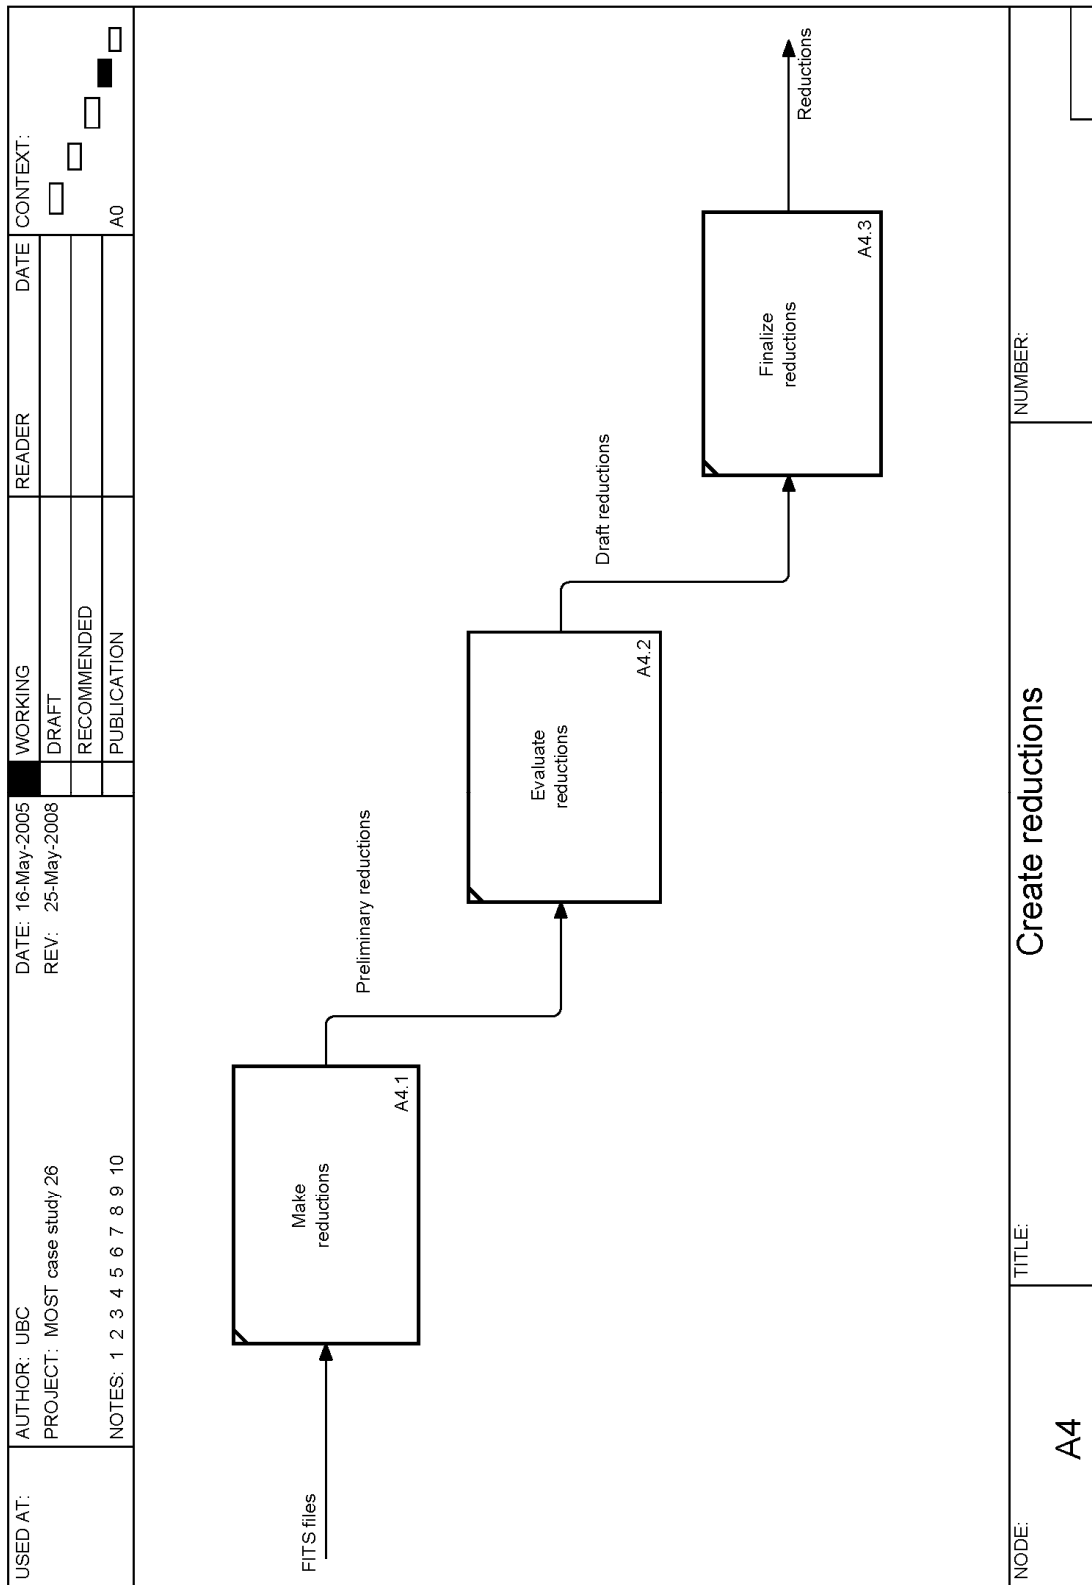 USED AT:
AUTHOR: UBC
PROJECT: MOST case study 26
NOTES: 1 2 3 4 5 6 7 8 9 10
DATE: 16-May-2005
REV: 25-May-2008
WORKING
DRAFT
RECOMMENDED
PUBLICATION
READER
DATE
CONTEXT:
A0
FITS files
Make
reductions
A4.1
Preliminary reductions
Evaluate
reductions
A4.2
Draft reductions
Finalize
reductions
A4.3
Reductions
NODE:
A4
TITLE:
Create reductions
NUMBER: